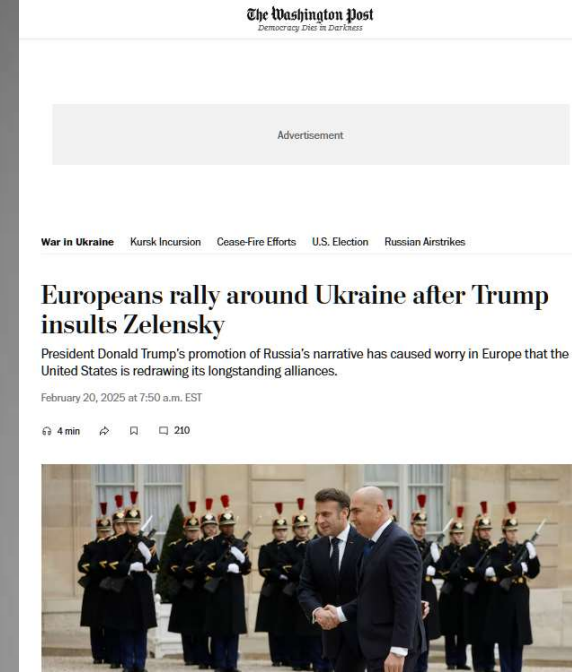 The Washington Post
Democracy Dies in Darkness
Advertisement
War in Ukraine Kursk Incursion Cease-Fire Efforts U.S. Election Russian Airstrikes
Europeans rally around Ukraine after Trump
insults Zelensky
President Donald Trump's promotion of Russia's narrative has caused worry in Europe that the
United States is redrawing its longstanding alliances.
February 20, 2025 at 7:50 a.m. EST
4 min 210